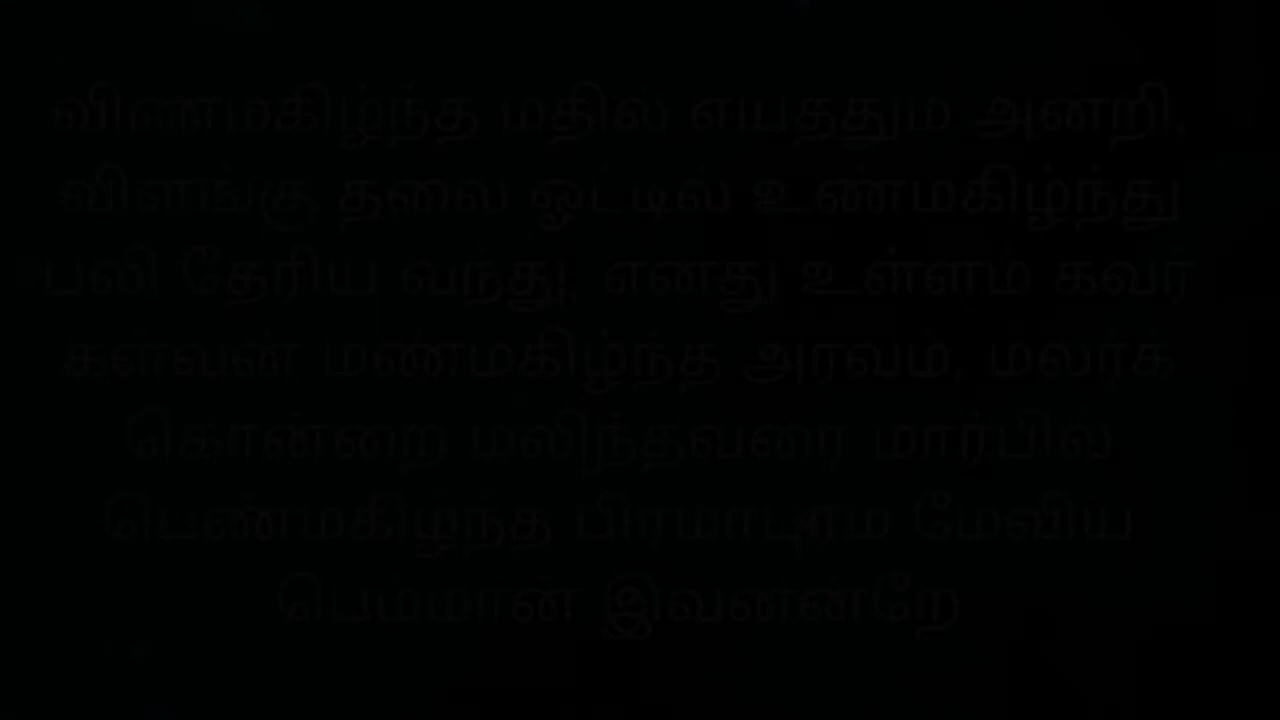 விண்மகிழ்ந்த மதில் எய்ததும் அன்றி,
விளங்கு தலை ஓட்டில் உண்மகிழ்ந்து
பலி தேரிய வந்து, எனது உள்ளம் கவர்
கள்வன் மண்மகிழ்ந்த அரவம், மலர்க்
கொன்றை மலிந்தவரை மார்பில்
பெண்மகிழ்ந்த பிரமாபுரம் மேவிய
பெம்மான் இவனன்றே